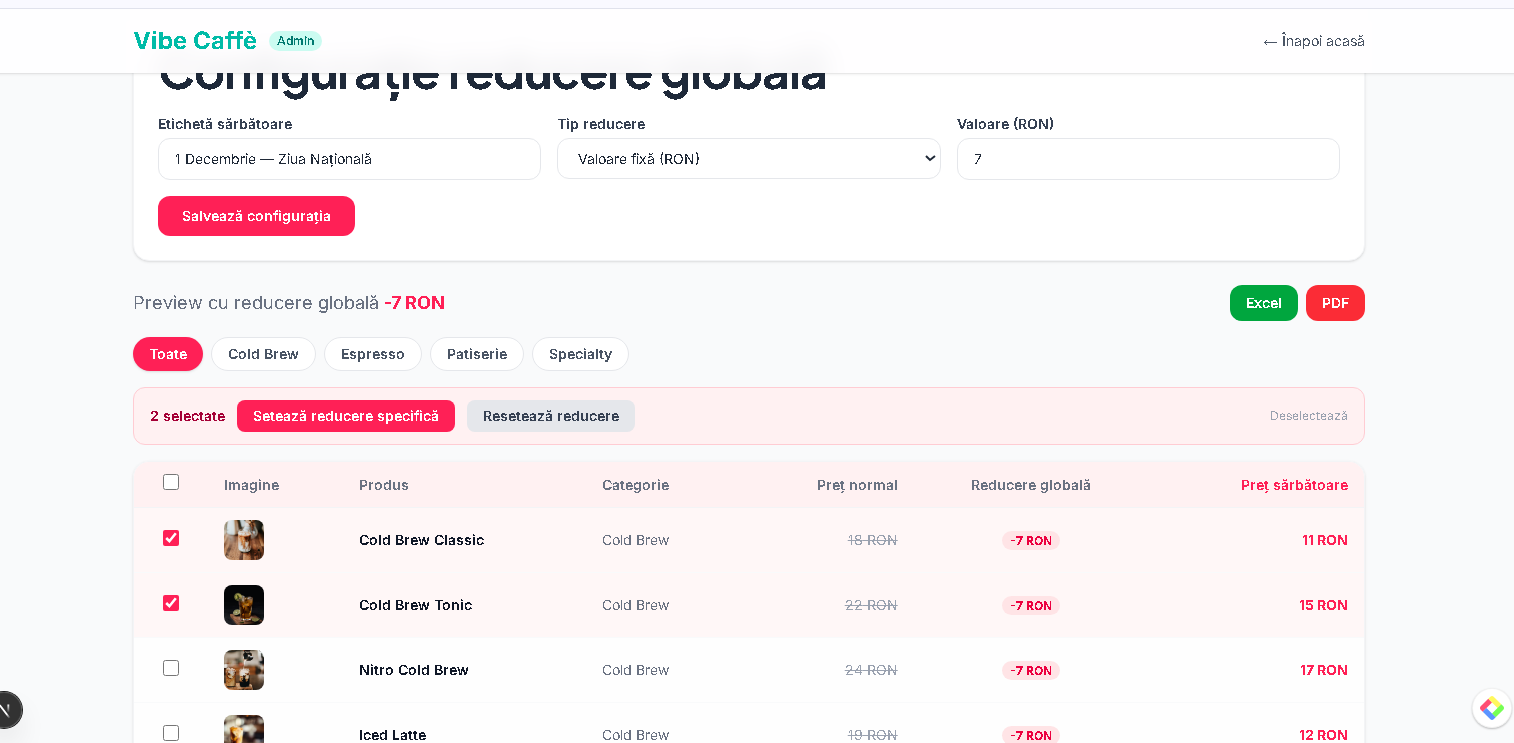 Vibe Caffè Admin ← Înapoi acasă
Configurație reducere globală
Etichetă sărbătoare Tip reducere Valoare (RON)
1 Decembrie — Ziua Națională Valoare fixă (RON) 7
Salvează configurația
Preview cu reducere globală -7 RON Excel PDF
Toate Cold Brew Espresso Patiserie Specialty
2 selectate Setează reducere specifică Resetează reducere Deselectează
Imagine Produs Categorie Preț normal Reducere globală Preț sărbătoare
Cold Brew Classic Cold Brew 18 RON -7 RON 11 RON
Cold Brew Tonic Cold Brew 22 RON -7 RON 15 RON
Nitro Cold Brew Cold Brew 24 RON -7 RON 17 RON
Iced Latte Cold Brew 19 RON -7 RON 12 RON